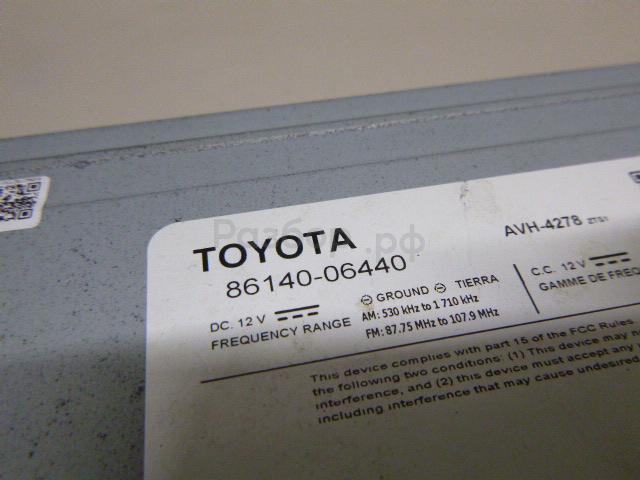 TOYOTA
86140-06440
AVH-4278 ZTS1
DC. 12 V
FREQUENCY RANGE
GROUND TIERRA
AM: 530 kHz to 1 710 kHz
FM: 87.75 MHz to 107.9 MHz
C.C. 12 V
GAMME DE
This device complies with part 15 of the FCC Rules.
the following two conditions: (1) This device may
interference, and (2) this device must accept any
including interference that may cause undesired